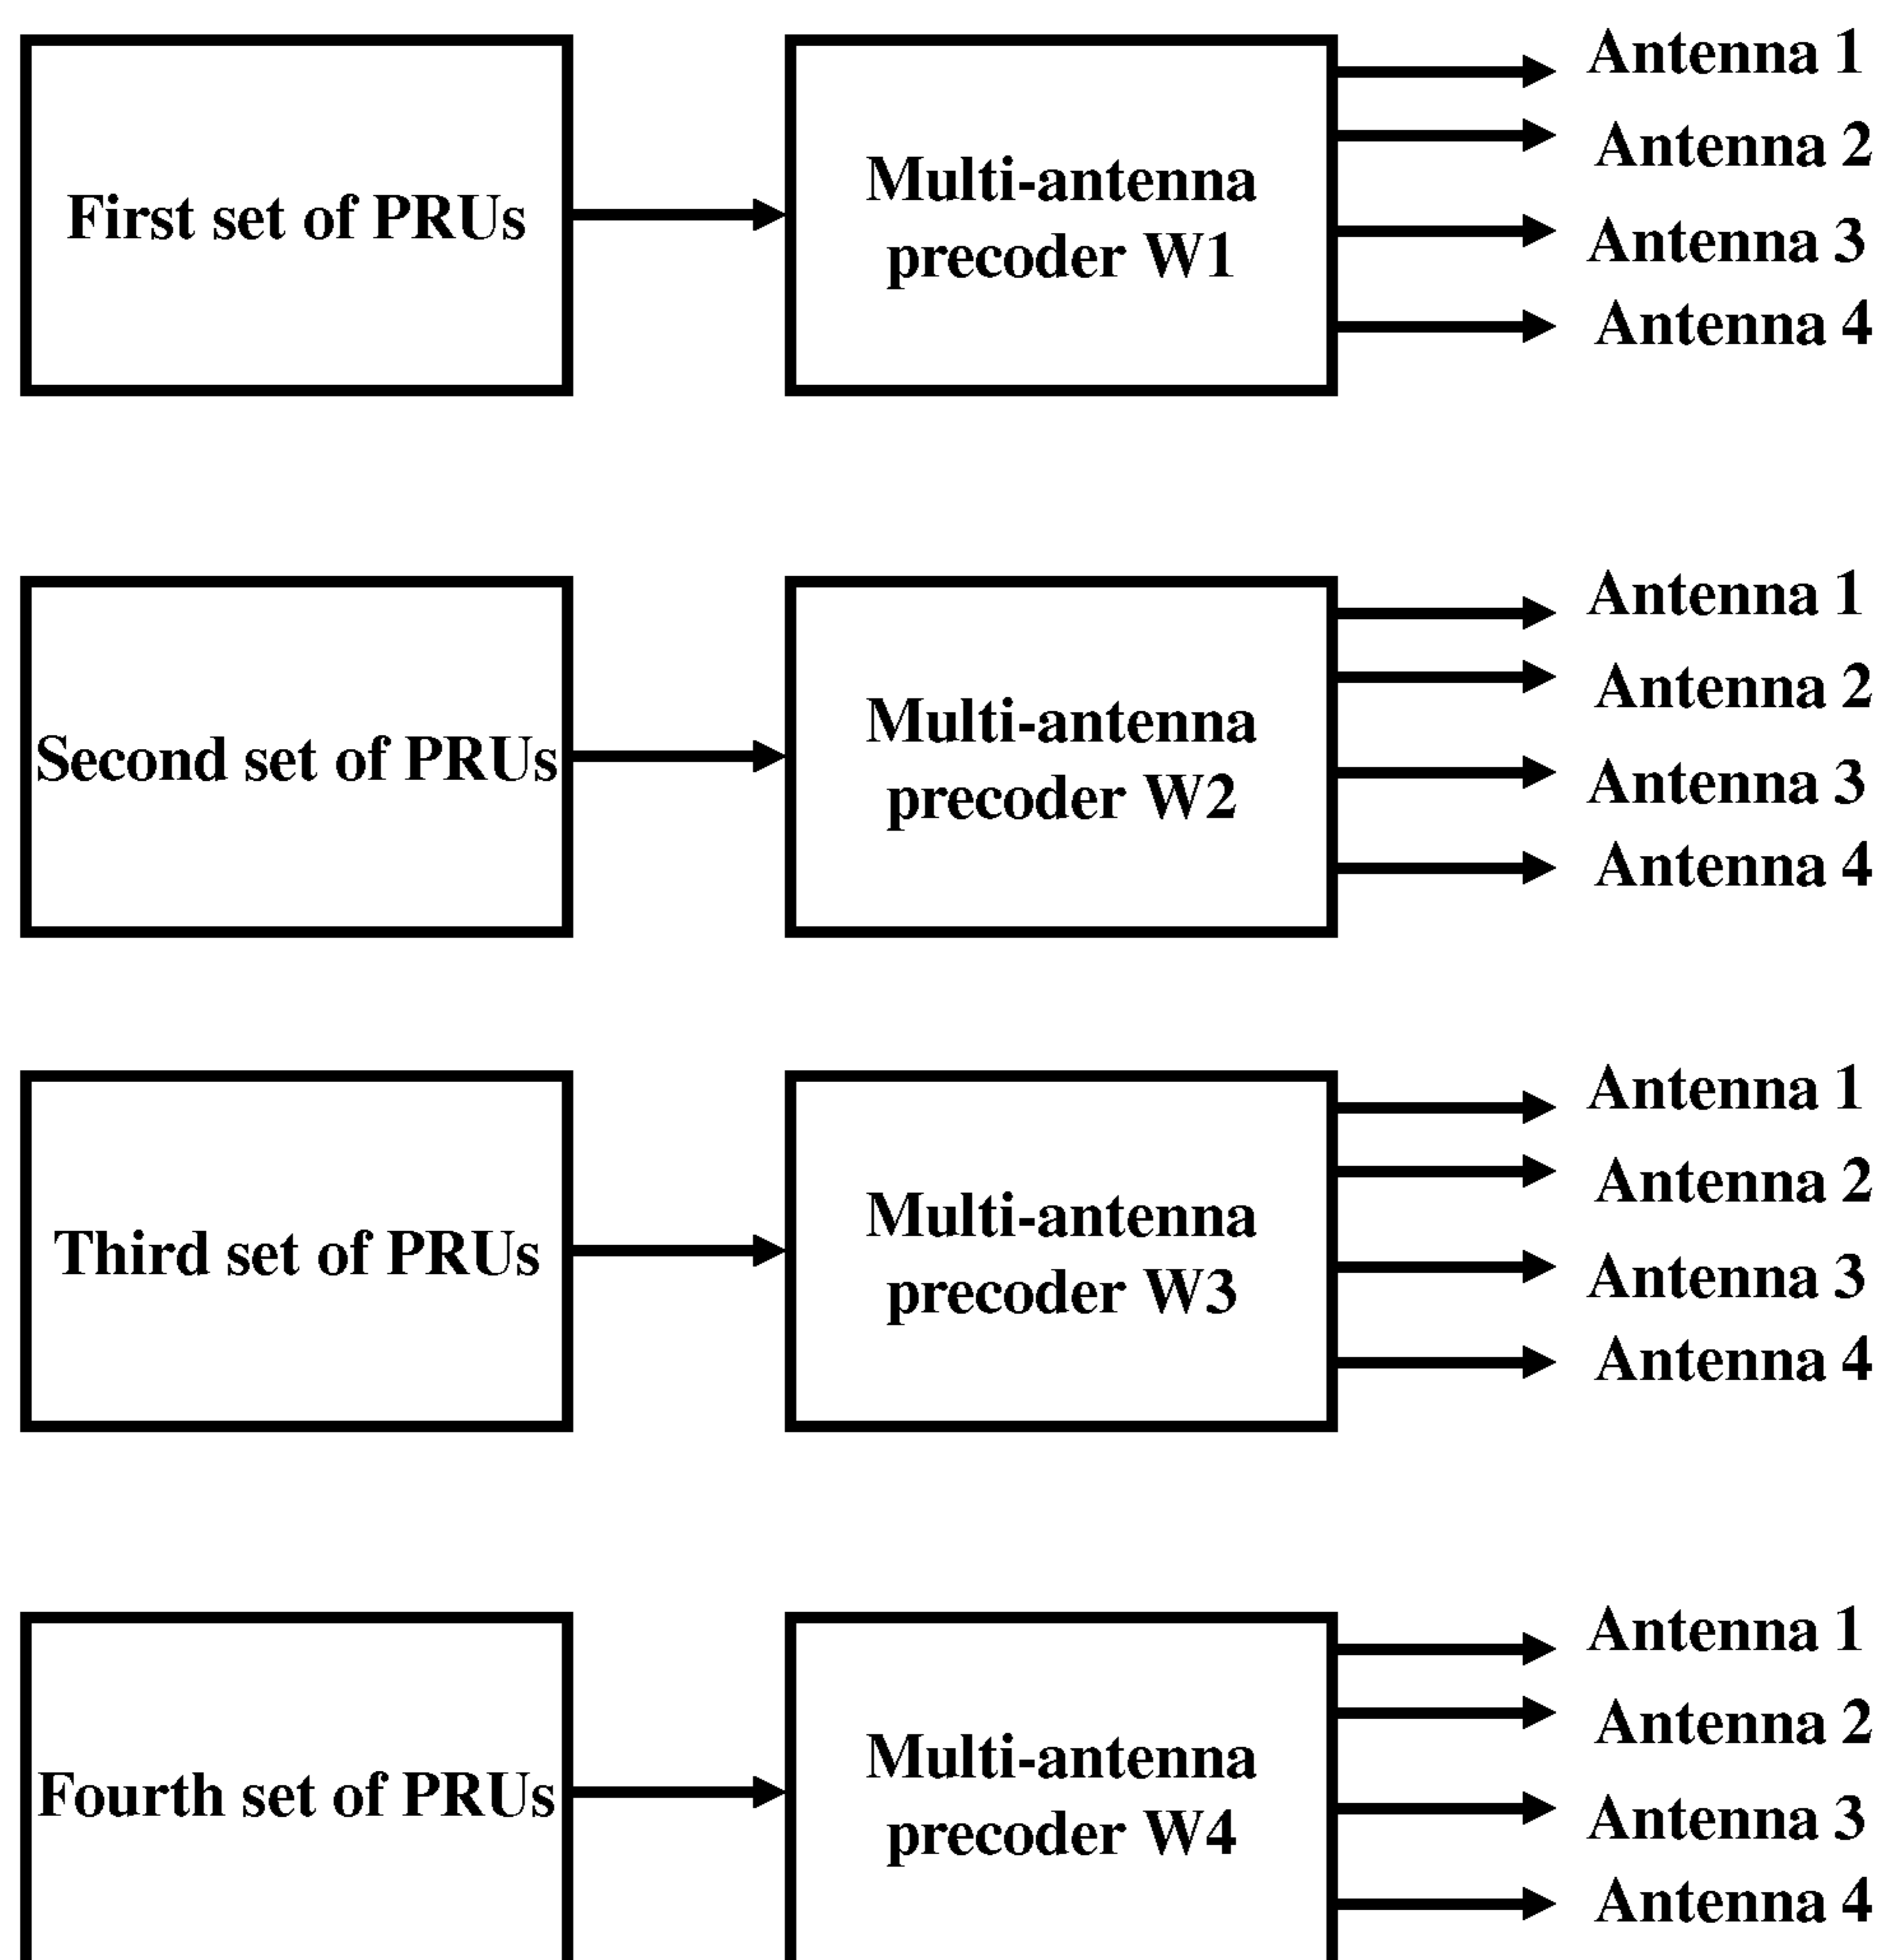 First set of PRUs
Multi-antenna
precoder W1
Antenna 1
Antenna 2
Antenna 3
Antenna 4
Second set of PRUs
Multi-antenna
precoder W2
Antenna 1
Antenna 2
Antenna 3
Antenna 4
Third set of PRUs
Multi-antenna
precoder W3
Antenna 1
Antenna 2
Antenna 3
Antenna 4
Fourth set of PRUs
Multi-antenna
precoder W4
Antenna 1
Antenna 2
Antenna 3
Antenna 4